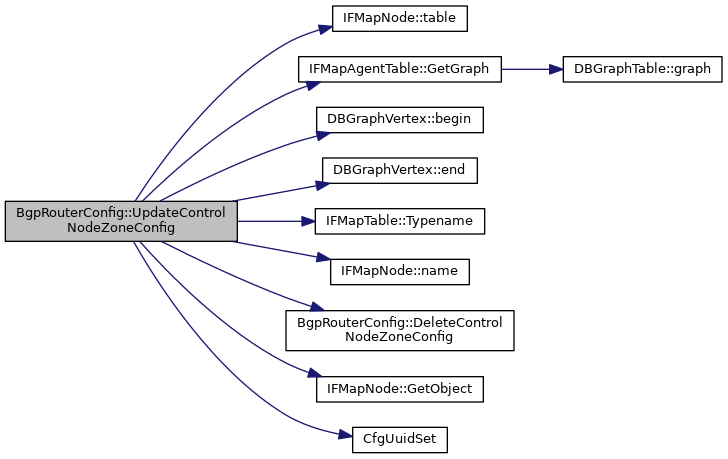 IFMapNode::table
IFMapAgentTable::GetGraph
DBGraphTable::graph
DBGraphVertex::begin
DBGraphVertex::end
BgpRouterConfig::UpdateControl
NodeZoneConfig
IFMapTable::Typename
IFMapNode::name
BgpRouterConfig::DeleteControl
NodeZoneConfig
IFMapNode::GetObject
CfgUuidSet